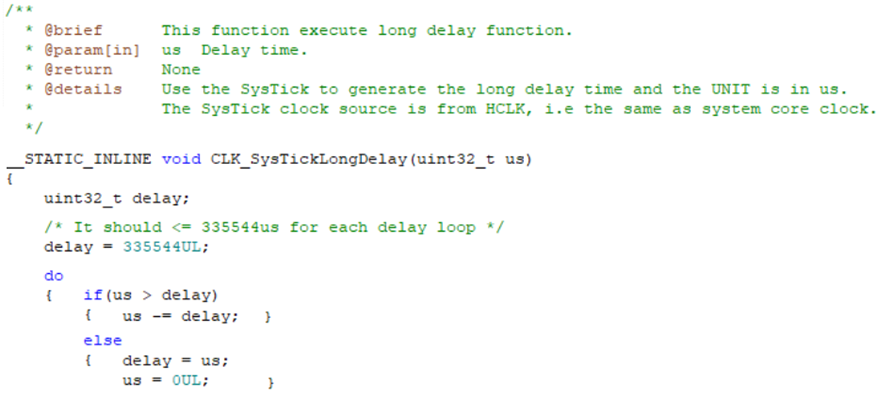 /**
  * @brief      This function execute long delay function.
  * @param[in]  us  Delay time.
  * @return     None
  * @details    Use the SysTick to generate the long delay time and the UNIT is in us.
  *             The SysTick clock source is from HCLK, i.e the same as system core clock.
  */
__STATIC_INLINE void CLK_SysTickLongDelay(uint32_t us)
{
    uint32_t delay;
    /* It should <= 335544us for each delay loop */
    delay = 335544UL;
    do
    {   if(us > delay)
        {   us -= delay;   }
        else
        {   delay = us;
            us = 0UL;      }